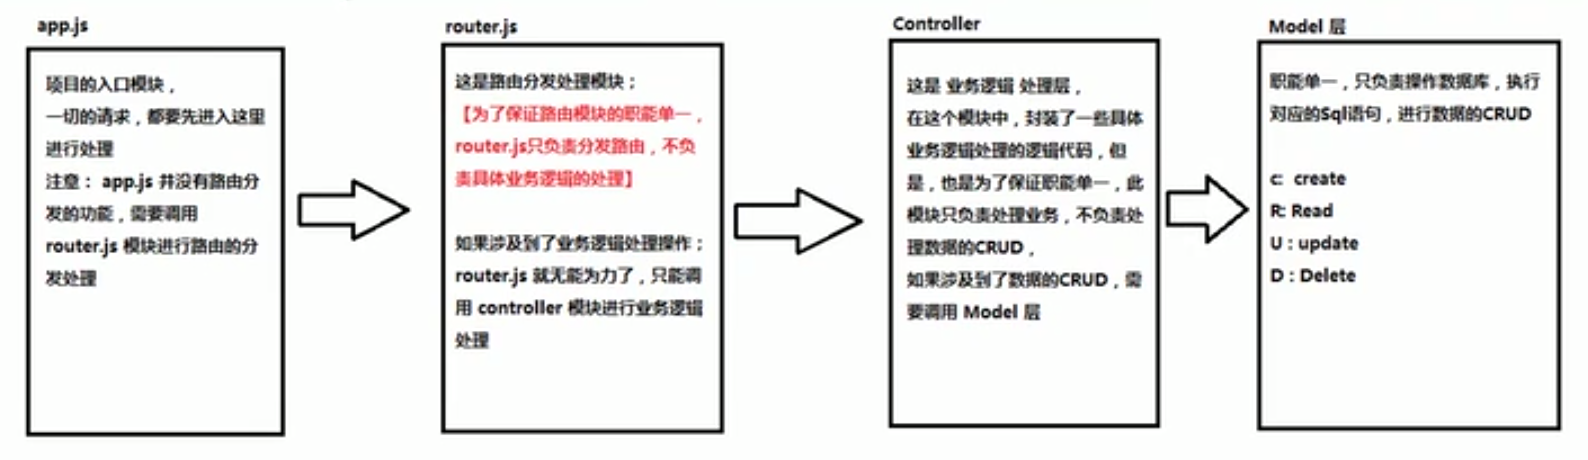 app.js
项目的入口模块，
一切的请求，都要先进入这里
进行处理
注意： app.js 并没有路由分
发的功能，需要调用
router.js 模块进行路由的分
发处理
router.js
这是路由分发处理模块；
【为了保证路由模块的职能单一，
router.js只负责分发路由，不负
责具体业务逻辑的处理】
如果涉及到了业务逻辑处理操作；
router.js 就无能为力了，只能调
用 controller 模块进行业务逻辑
处理
Controller
这是 业务逻辑 处理层，
在这个模块中，封装了一些具体
业务逻辑处理的逻辑代码，但
是，也是为了保证职能单一，此
模块只负责处理业务，不负责处
理数据的CRUD，
如果涉及到了数据的CRUD，需
要调用 Model 层
Model 层
职能单一，只负责操作数据库，执行
对应的Sql语句，进行数据的CRUD
c: create
R: Read
U : update
D : Delete